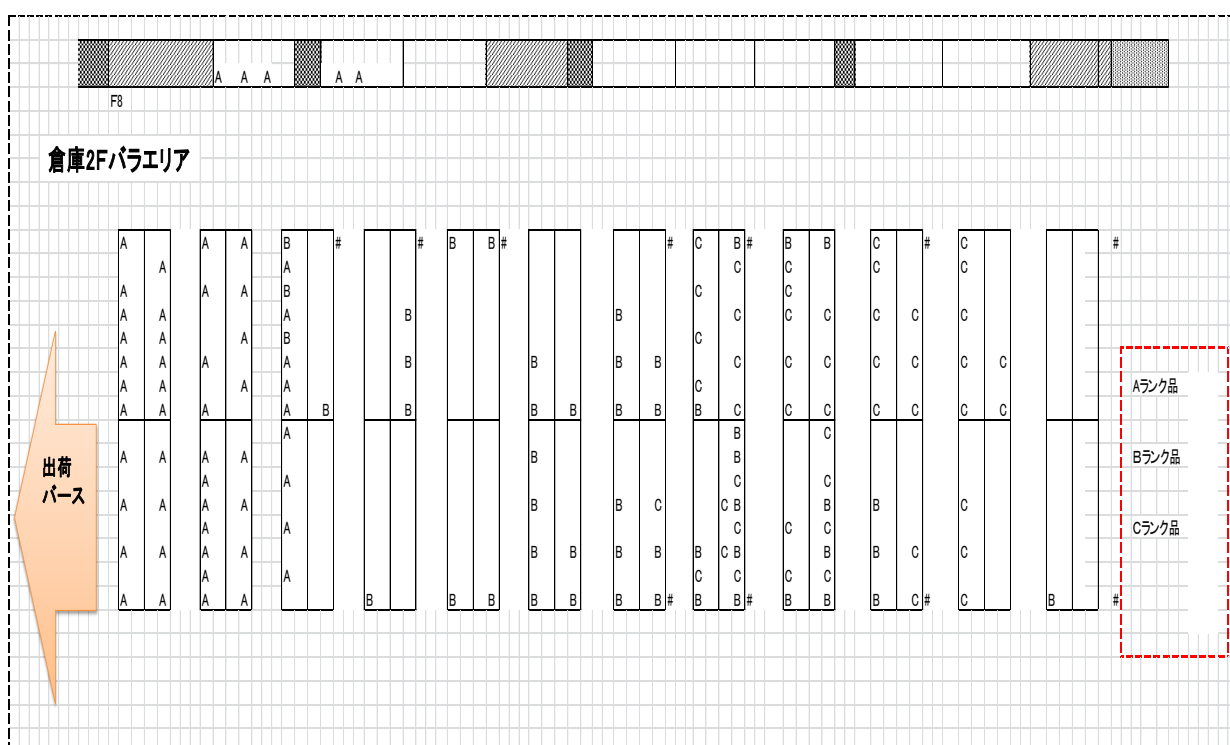 A A A A A
F8
倉庫2Fバラエリア
A A A B # # B B # # C B # B B C # C #
A A C C C C
A A A B C C
A A A B B C C C C C C
A A A B C
A A A A B B B B C C C C C C C
A A A A C
A A A A A B B B B B B B C C C C C C C
A B C
A A A A B B
A A C C
A A A A B B C C B B B C
A A C C C
A A A A B B B B B C B B B C C
A A C C C C
A A A A B B B B B B B # B B # B B B C # C B #
Aランク品
Bランク品
Cランク品
出荷
バース